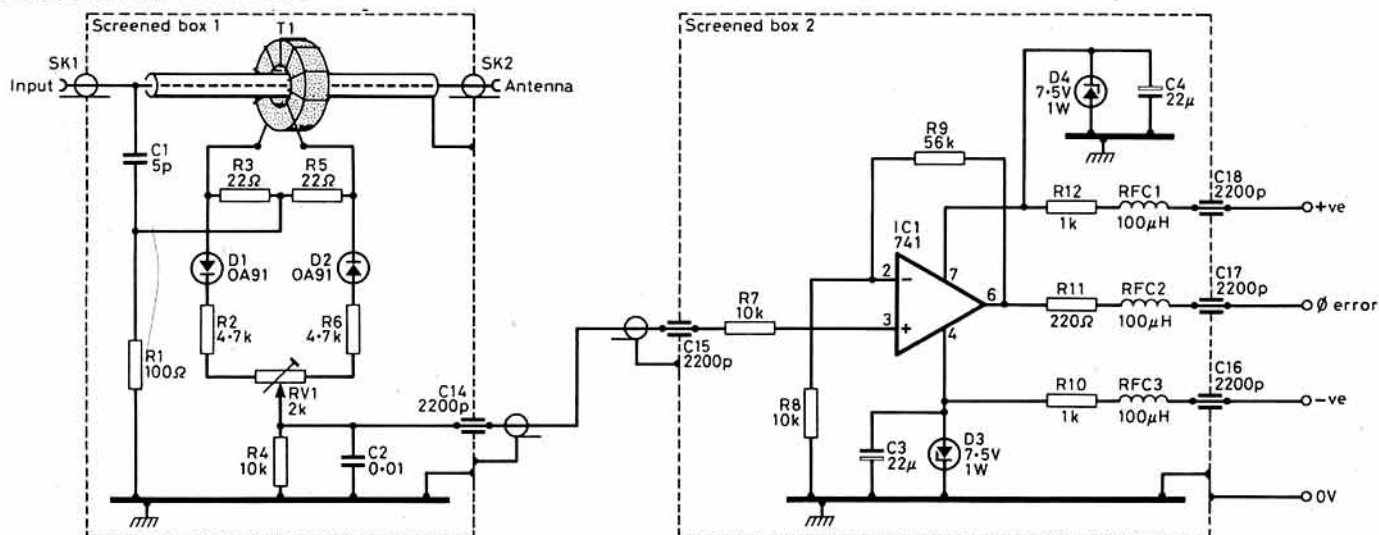 Screened box 1
T1
SK1
Input
SK2
Antenna
C1
5p
R3
22Ω
R5
22Ω
D1
OA91
D2
OA91
R2
4·7k
R6
4·7k
R1
100Ω
RV1
2k
C14
2200p
R4
10k
C2
0·01
Screened box 2
D4
7·5V
1W
C4
22µ
R9
56k
C18
2200p
R12
1k
RFC1
100µH
+ve
IC1
741
2
−
7
6
3
+
4
R7
10k
C15
2200p
R11
220Ω
RFC2
100µH
C17
2200p
ø error
R8
10k
R10
1k
RFC3
100µH
C16
2200p
−ve
C3
22µ
D3
7·5V
1W
0V